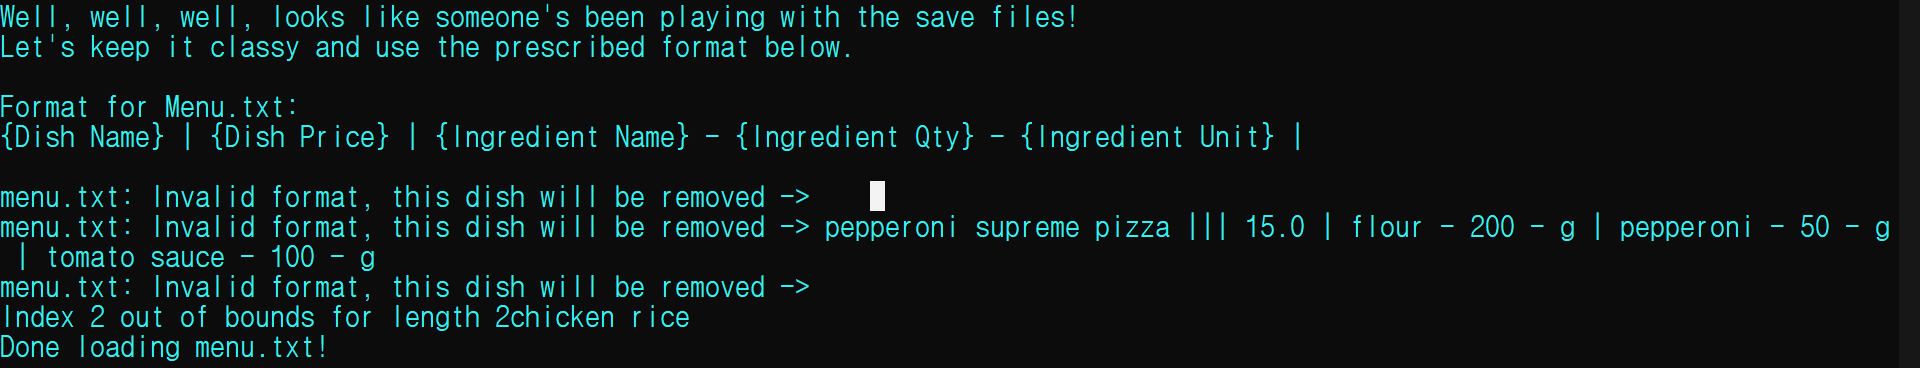 Well, well, well, looks like someone's been playing with the save files!
Let's keep it classy and use the prescribed format below.
Format for Menu.txt:
{Dish Name} | {Dish Price} | {Ingredient Name} - {Ingredient Qty} - {Ingredient Unit} |
menu.txt: Invalid format, this dish will be removed ->
menu.txt: Invalid format, this dish will be removed -> pepperoni supreme pizza ||| 15.0 | flour - 200 - g | pepperoni - 50 - g
| tomato sauce - 100 - g
menu.txt: Invalid format, this dish will be removed ->
Index 2 out of bounds for length 2chicken rice
Done loading menu.txt!